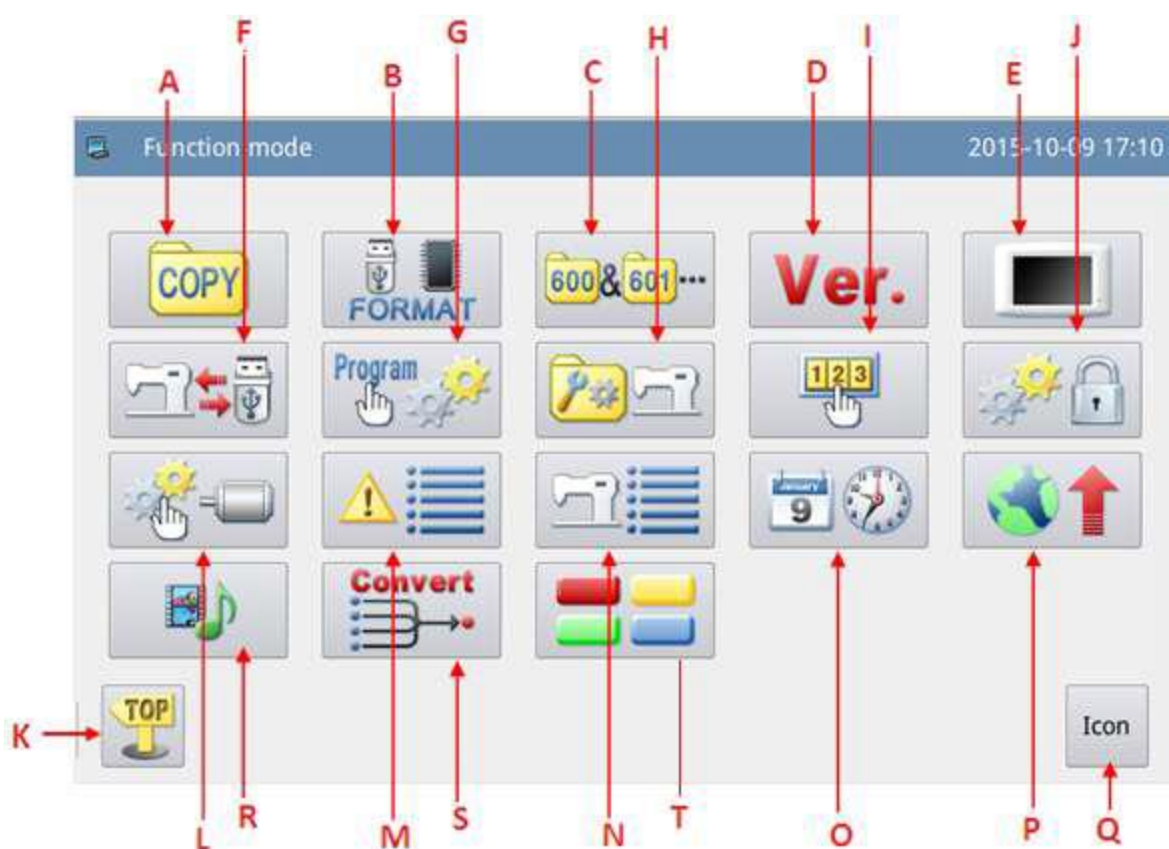 F G H I J
A B C D E
Function mode 2015-10-09 17:10
COPY FORMAT 600 & 601 ... Ver.
Program 1 2 3
January
9
Convert
TOP
K Icon
L R M S N T O P Q